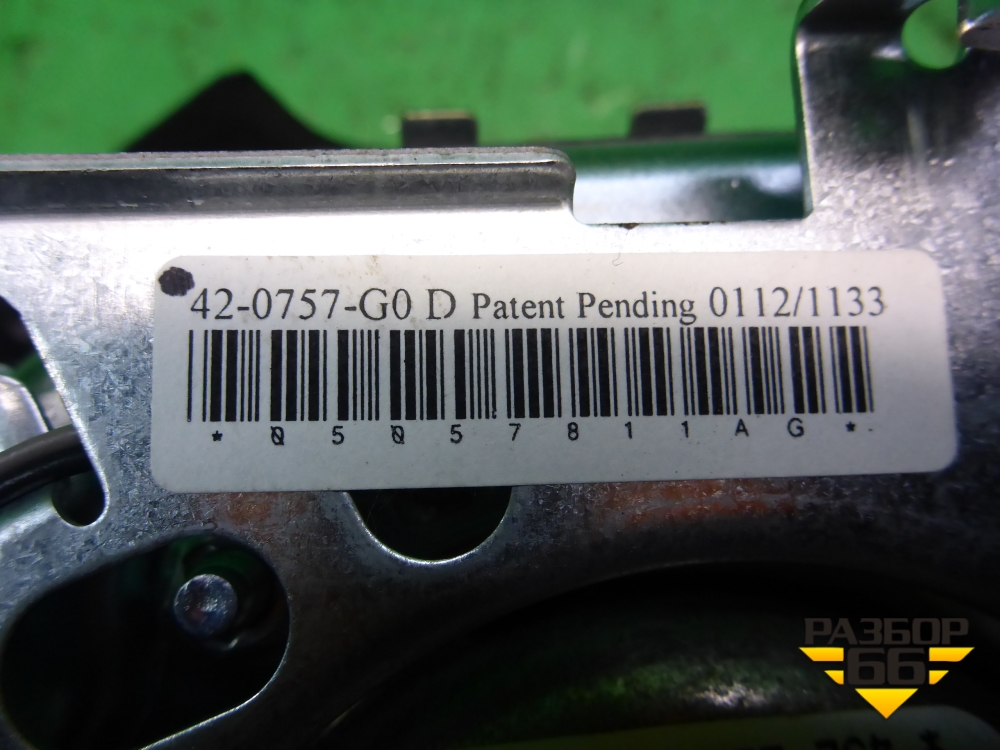 42-0757-G0 D Patent Pending 0112/1133
* 0 5 0 5 7 8 1 1 A G *
РАЗБОР
66